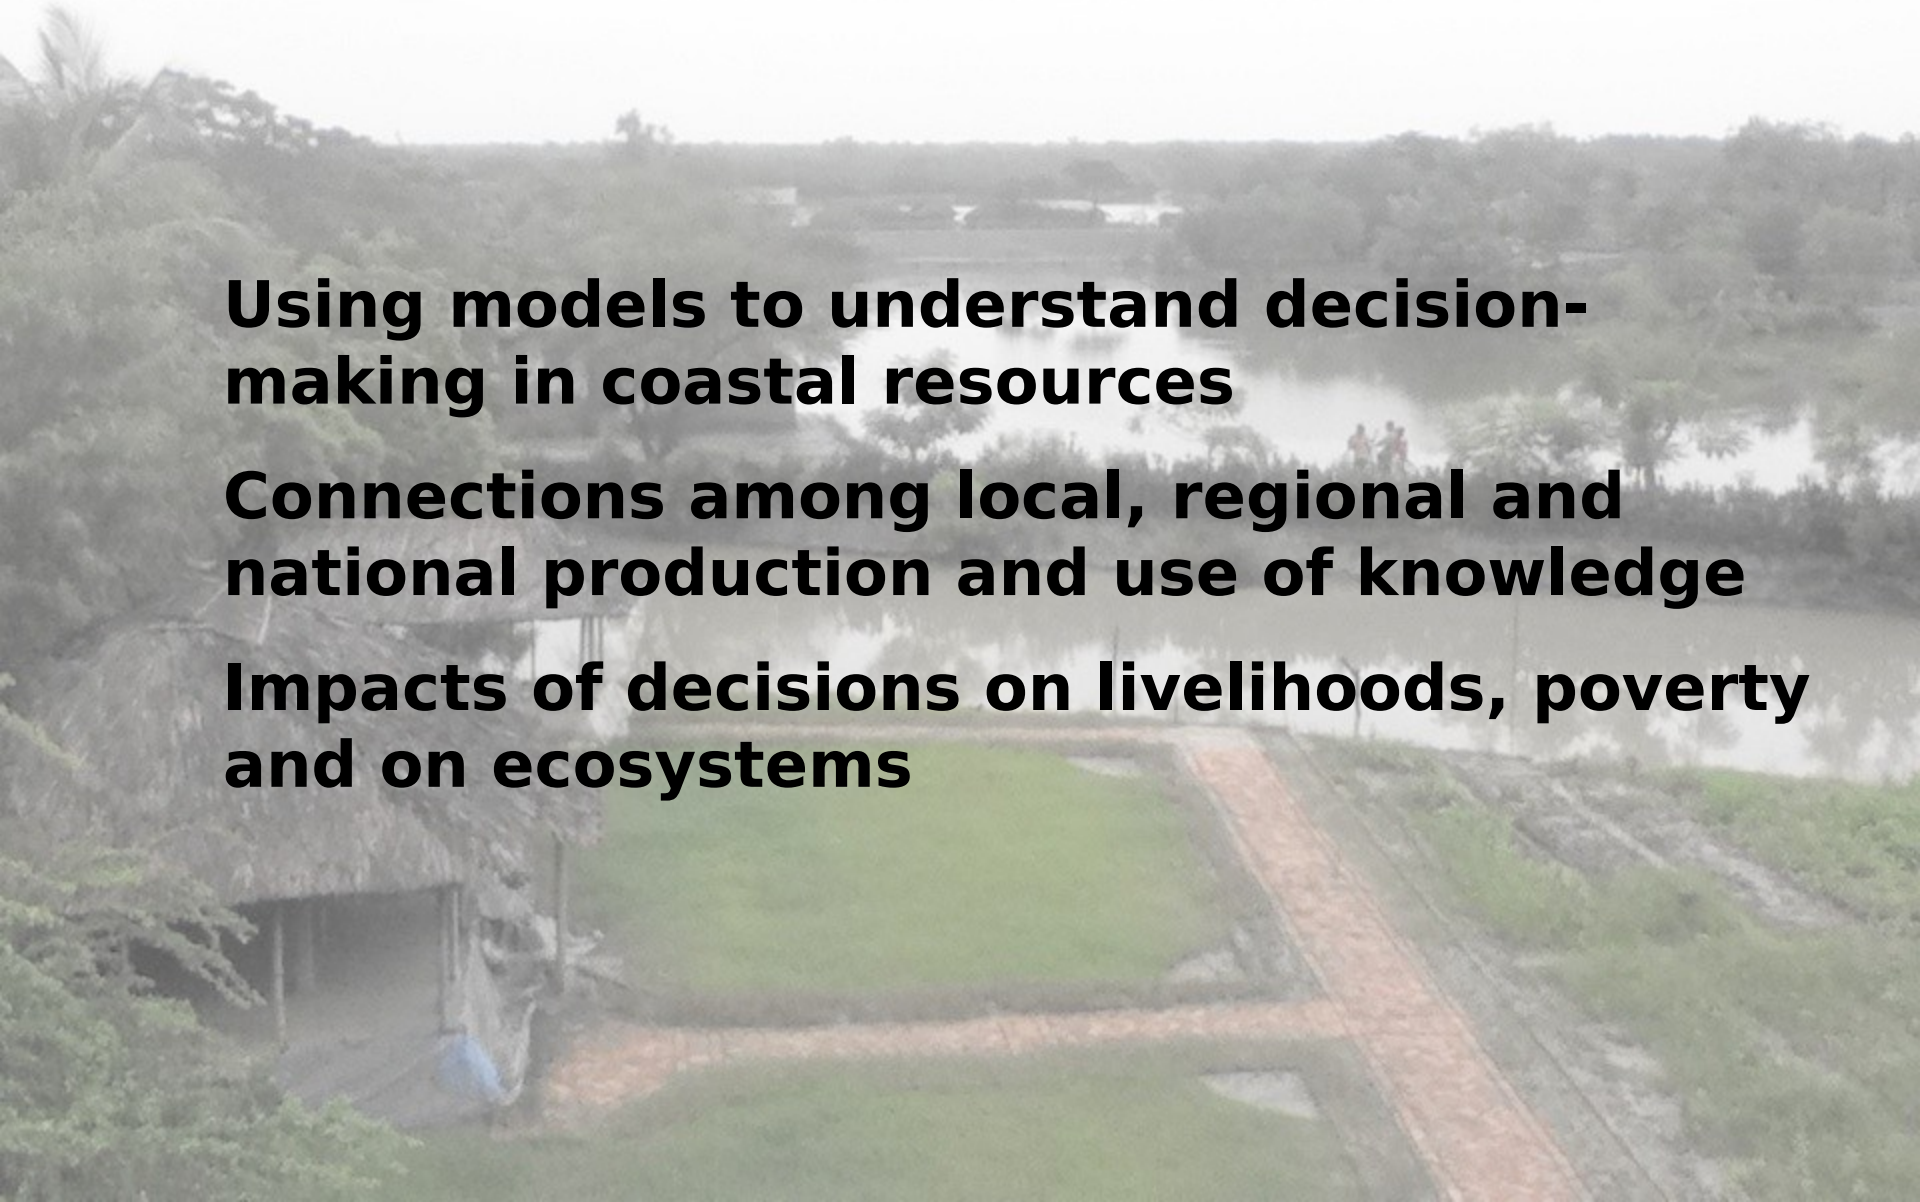 Using models to understand decision-
making in coastal resources
Connections among local, regional and
national production and use of knowledge
Impacts of decisions on livelihoods, poverty
and on ecosystems